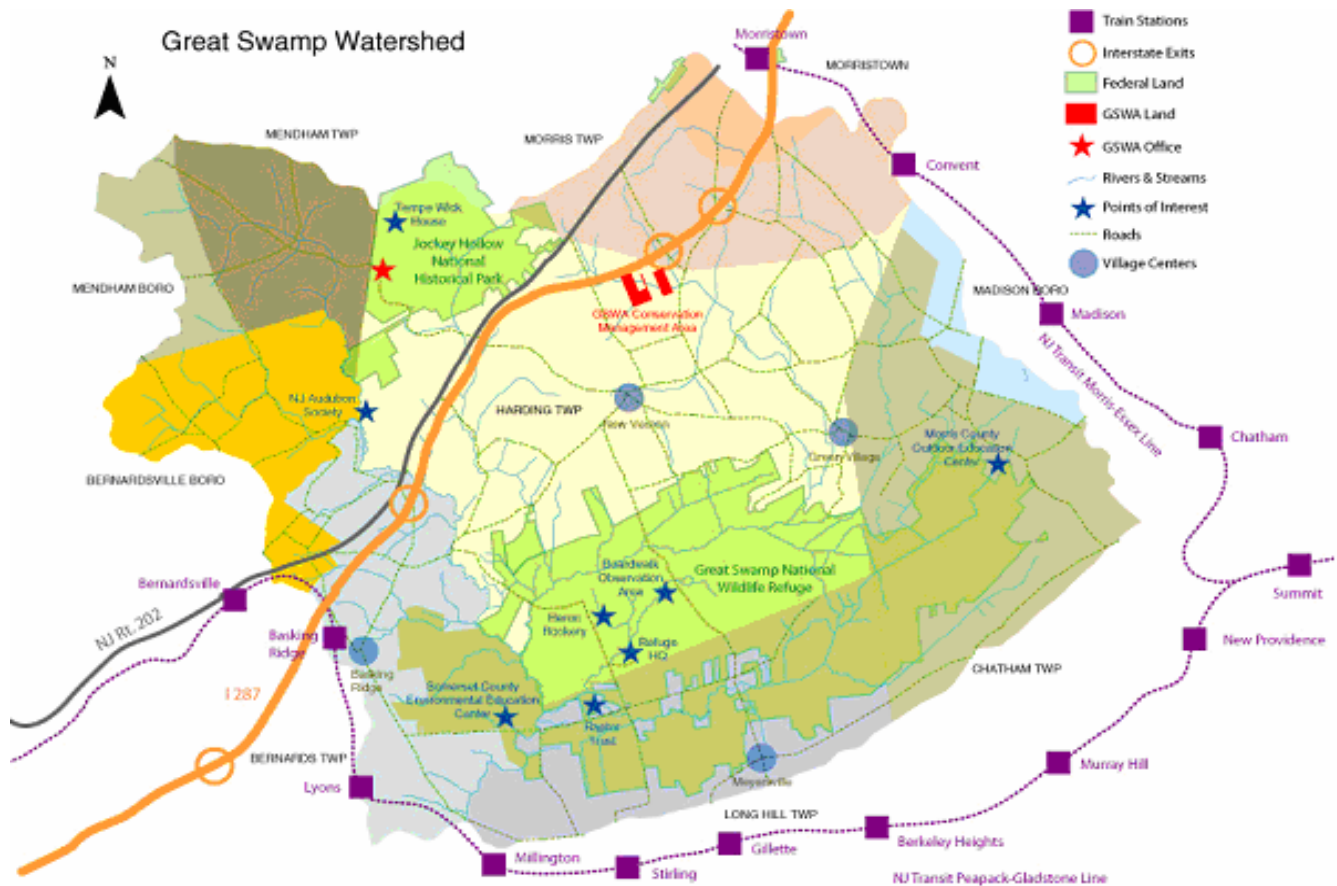 Great Swamp Watershed
N
Morristown
MORRISTOWN
MENDHAM TWP
MORRIS TWP
Convent
Tempe Wick
House
Jockey Hollow
National
Historical Park
MENDHAM BORO
MADISON BORO
Madison
GSWA Conservation
Management Area
NJ Transit Morris-Essex Line
NJ Audubon
Society
HARDING TWP
New Vernon
Green Village
Morris County
Outdoor Education
Center
Chatham
BERNARDSVILLE BORO
Bernardsville
NJ Rt. 202
Boardwalk
Observation
Area
Great Swamp National
Wildlife Refuge
Heron
Rookery
Refuge
HQ
Summit
Basking
Ridge
Basking
Ridge
New Providence
CHATHAM TWP
I 287
Somerset County
Environmental Education
Center
Raptor
Trust
BERNARDS TWP
Lyons
Meyersville
Murray Hill
LONG HILL TWP
Millington
Stirling
Gillette
Berkeley Heights
NJ Transit Peapack-Gladstone Line
Train Stations
Interstate Exits
Federal Land
GSWA Land
GSWA Office
Rivers & Streams
Points of Interest
Roads
Village Centers